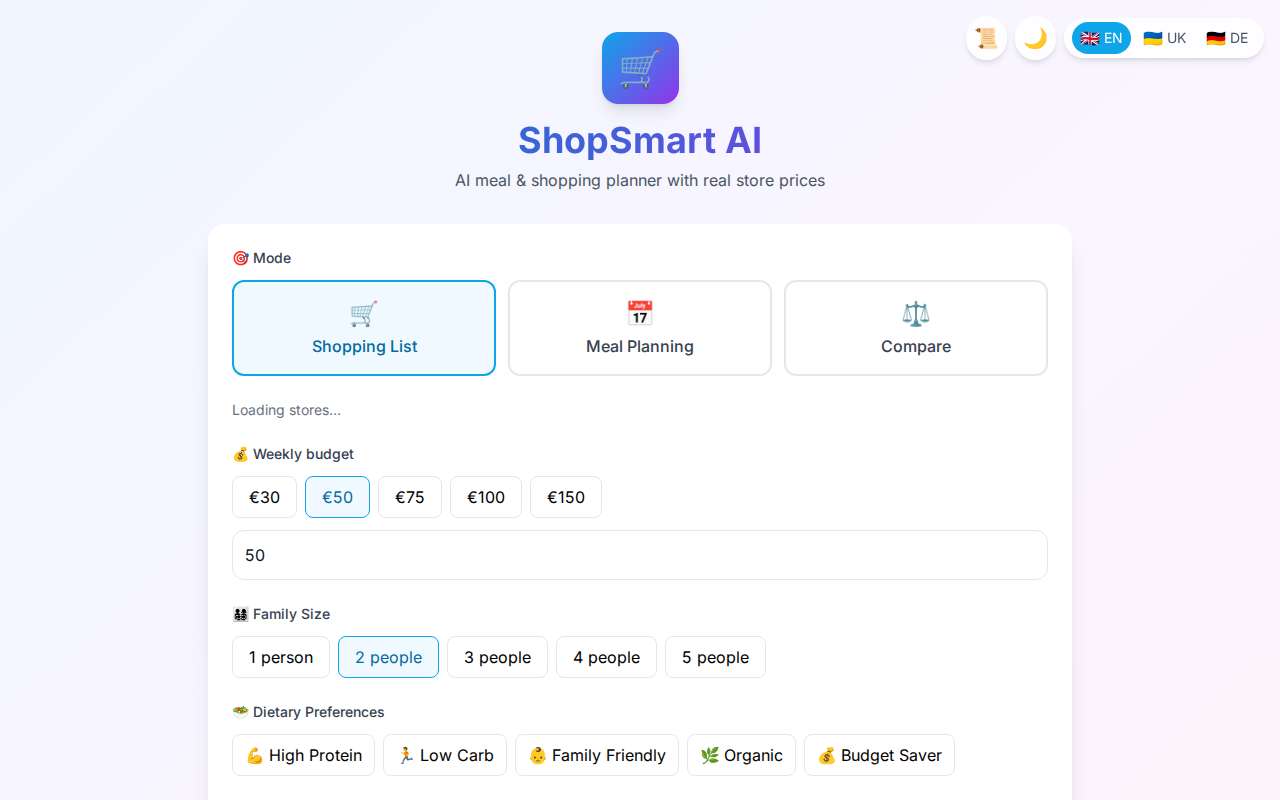 EN UK DE
ShopSmart AI
AI meal & shopping planner with real store prices
Mode
Shopping List
Meal Planning
Compare
Loading stores...
Weekly budget
€30 €50 €75 €100 €150
50
Family Size
1 person 2 people 3 people 4 people 5 people
Dietary Preferences
High Protein Low Carb Family Friendly Organic Budget Saver